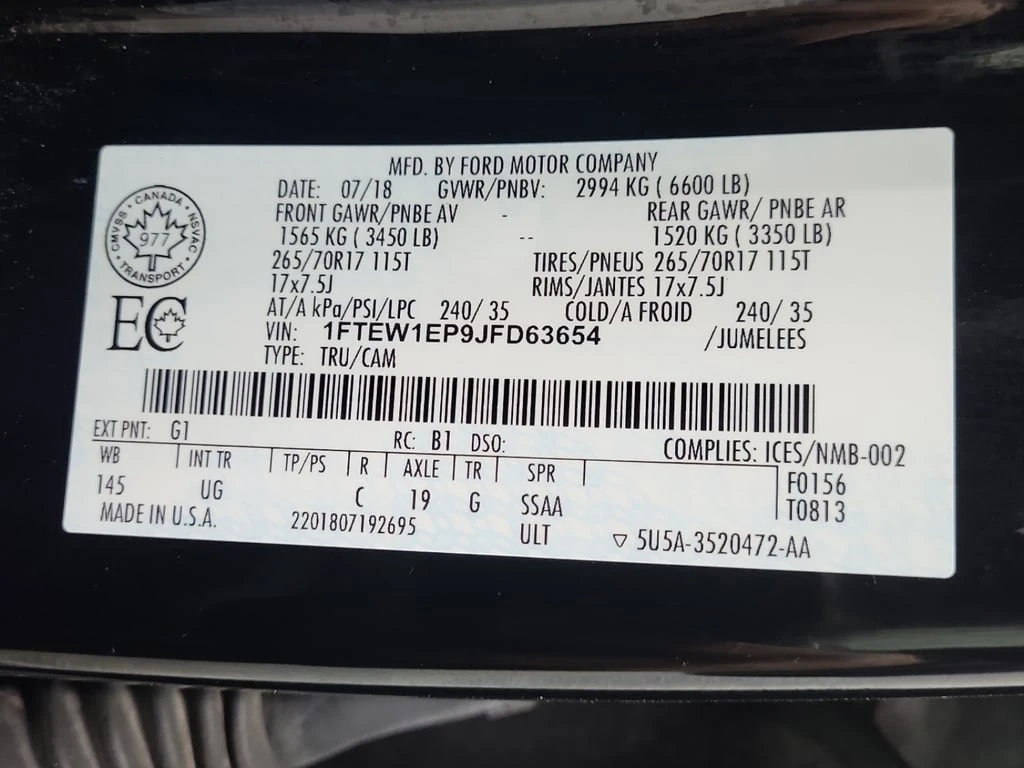 MFD. BY FORD MOTOR COMPANY
DATE: 07/18 GVWR/PNBV: 2994 KG ( 6600 LB)
FRONT GAWR/PNBE AV - REAR GAWR/ PNBE AR
1565 KG ( 3450 LB) -- 1520 KG ( 3350 LB)
265/70R17 115T TIRES/PNEUS 265/70R17 115T
17x7.5J RIMS/JANTES 17x7.5J
AT/A kPa/PSI/LPC 240/ 35 COLD/A FROID 240/ 35
VIN: 1FTEW1EP9JFD63654 /JUMELEES
TYPE: TRU/CAM
CANADA
CMVSS 977 NSVAC
TRANSPORT
EC
EXT PNT: G1 RC: B1 DSO: COMPLIES: ICES/NMB-002
WB INT TR TP/PS R AXLE TR SPR F0156
145 UG C 19 G SSAA T0813
MADE IN U.S.A. 2201807192695 ULT ▽ 5U5A-3520472-AA